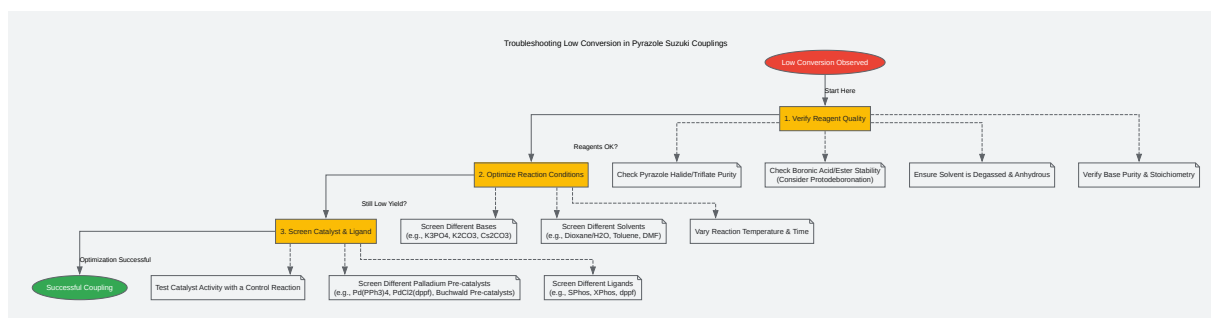 Troubleshooting Low Conversion in Pyrazole Suzuki Couplings
Low Conversion Observed
Start Here
1. Verify Reagent Quality
Reagents OK?
Check Pyrazole Halide/Triflate Purity
Check Boronic Acid/Ester Stability
(Consider Protodeboronation)
Ensure Solvent is Degassed & Anhydrous
Verify Base Purity & Stoichiometry
2. Optimize Reaction Conditions
Still Low Yield?
Screen Different Bases
(e.g., K3PO4, K2CO3, Cs2CO3)
Screen Different Solvents
(e.g., Dioxane/H2O, Toluene, DMF)
Vary Reaction Temperature & Time
3. Screen Catalyst & Ligand
Optimization Successful
Successful Coupling
Test Catalyst Activity with a Control Reaction
Screen Different Palladium Pre-catalysts
(e.g., Pd(PPh3)4, PdCl2(dppf), Buchwald Pre-catalysts)
Screen Different Ligands
(e.g., SPhos, XPhos, dppf)